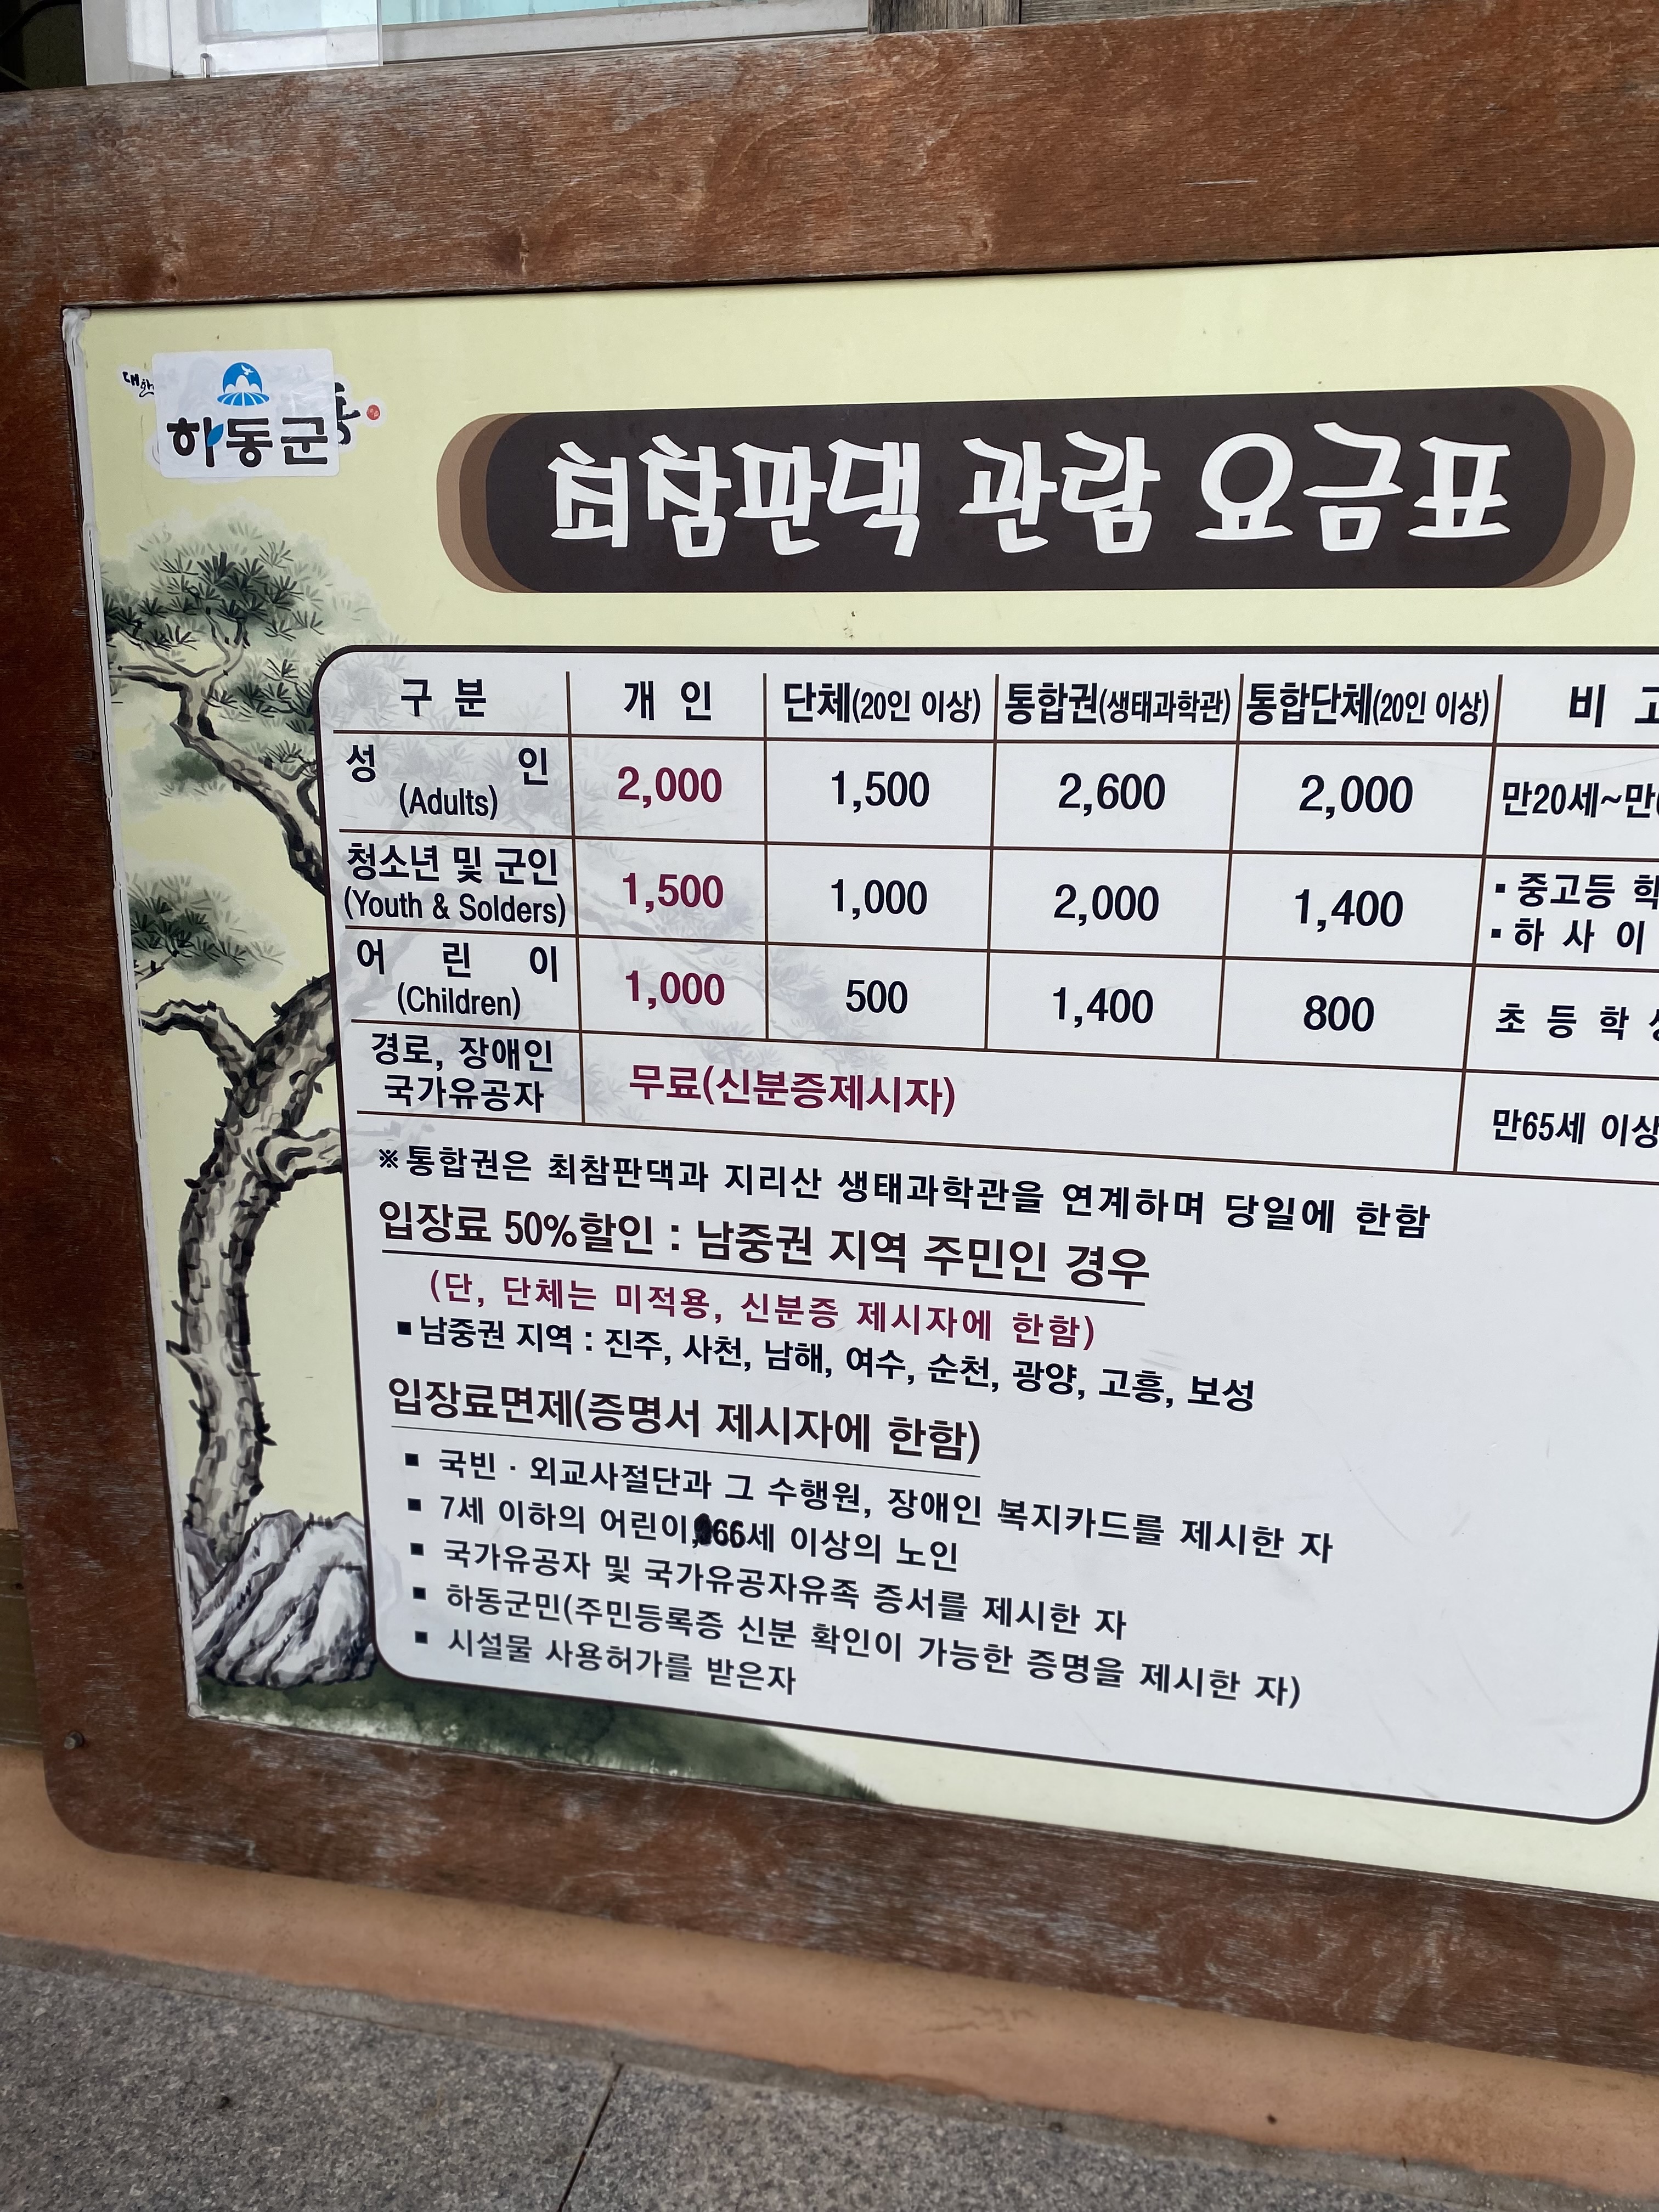 하동군
최참판댁 관람 요금표
구 분 개 인 단체(20인 이상) 통합권(생태과학관) 통합단체(20인 이상) 비
성 인 (Adults) 2,000 1,500 2,600 2,000 만20세~만
청소년 및 군인 (Youth & Solders) 1,500 1,000 2,000 1,400 ▪중고등
▪하 사 이
어 린 이 (Children) 1,000 500 1,400 800 초 등 학
경로, 장애인 국가유공자 무료(신분증제시자) 만65세 이상
※통합권은 최참판댁과 지리산 생태과학관을 연계하며 당일에 한함
입장료 50%할인 : 남중권 지역 주민인 경우
(단, 단체는 미적용, 신분증 제시자에 한함)
▪남중권 지역 : 진주, 사천, 남해, 여수, 순천, 광양, 고흥, 보성
입장료면제(증명서 제시자에 한함)
▪ 국빈 · 외교사절단과 그 수행원, 장애인 복지카드를 제시한 자
▪ 7세 이하의 어린이, 이상의 노인
▪ 국가유공자 및 국가유공자유족 증서를 제시한 자
▪ 하동군민(주민등록증 신분 확인이 가능한 증명을 제시한 자)
▪ 시설물 사용허가를 받은자